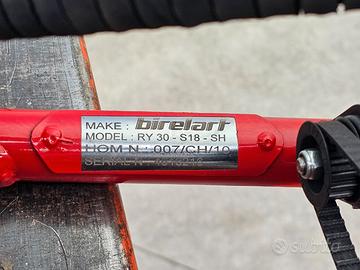 MAKE : birelart
MODEL : RY 30 - S18 - SH
HOM N : 007/CH/10
subito